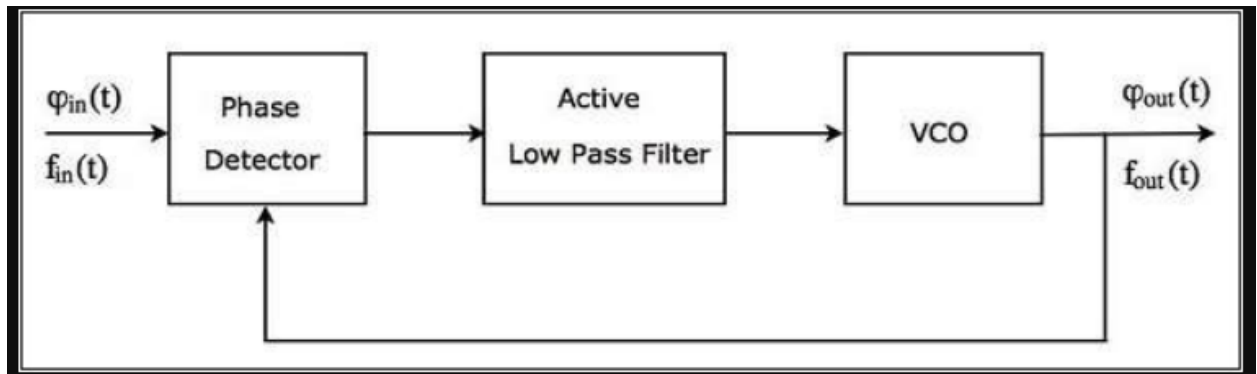 φin(t)
fin(t)
Phase
Detector
Active
Low Pass Filter
VCO
φout(t)
fout(t)